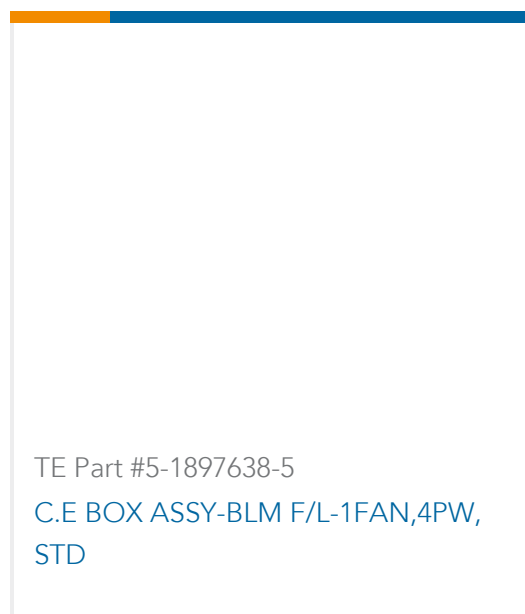 TE Part #5-1897638-5
C.E BOX ASSY-BLM F/L-1FAN,4PW,
STD